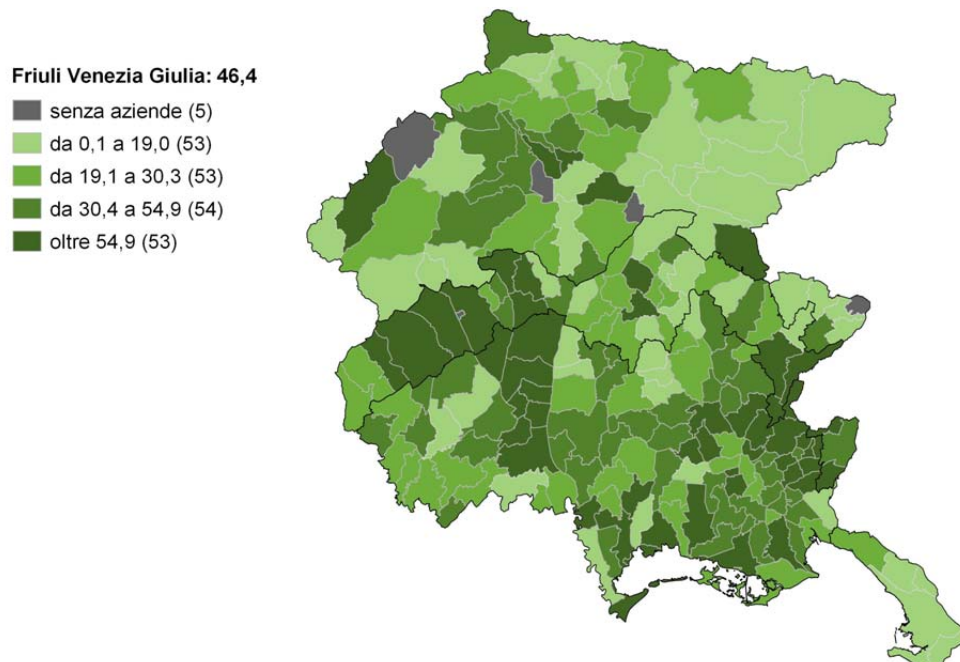 Friuli Venezia Giulia: 46,4
senza aziende (5)
da 0,1 a 19,0 (53)
da 19,1 a 30,3 (53)
da 30,4 a 54,9 (54)
oltre 54,9 (53)